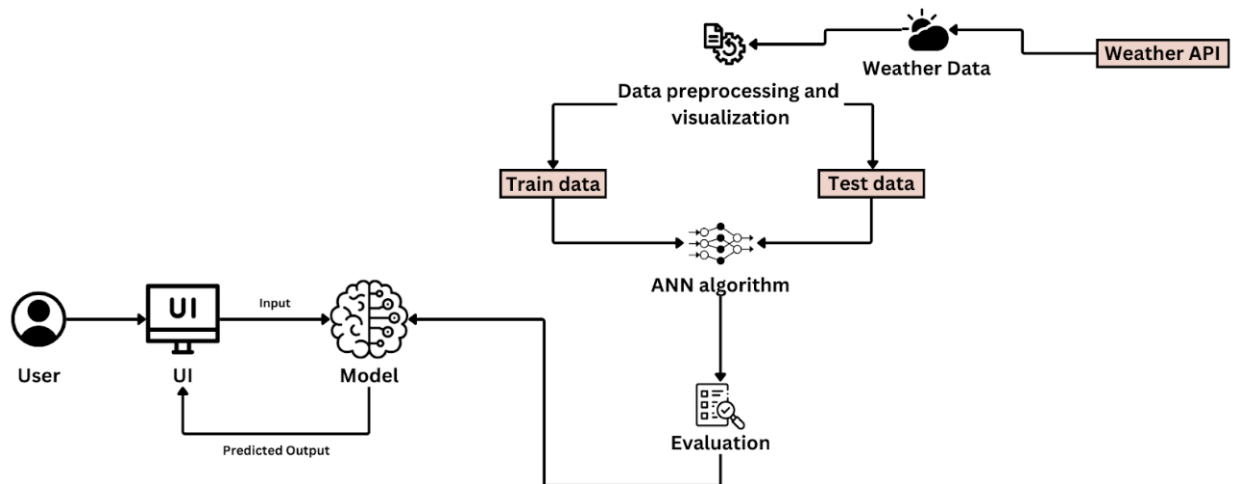 Weather API
Weather Data
Data preprocessing and
visualization
Train data
Test data
ANN algorithm
UI
Input
User
UI
Model
Predicted Output
Evaluation